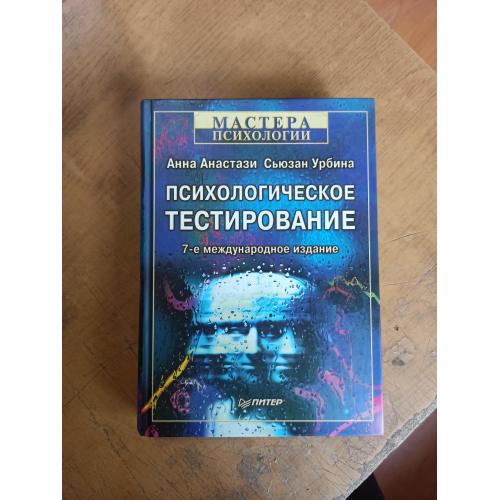 МАСТЕРА
ПСИХОЛОГИИ
Анна Анастази Сьюзан Урбина
ПСИХОЛОГИЧЕСКОЕ
ТЕСТИРОВАНИЕ
7-е международное издание
ПИТЕР